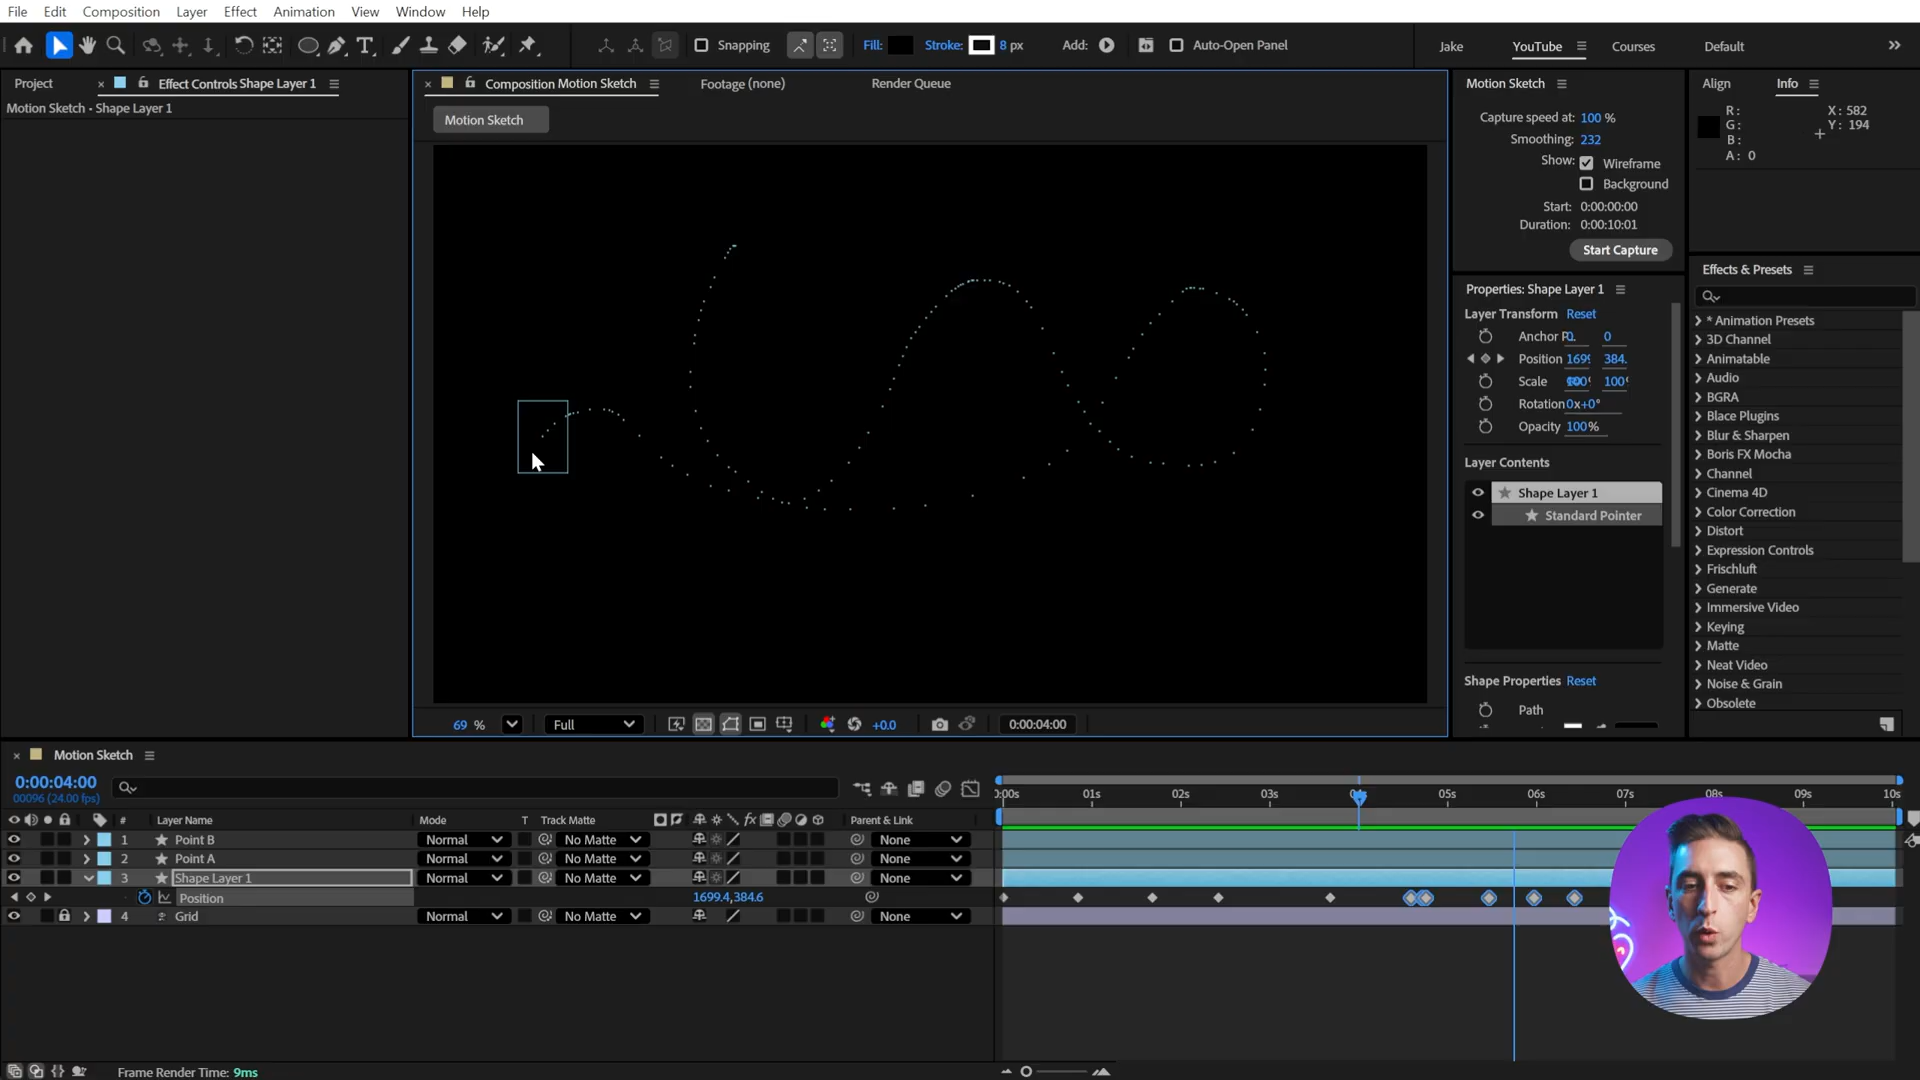 File Edit Composition Layer Effect Animation View Window Help
Snapping Fill: Stroke: 8 px Add: Auto-Open Panel Jake YouTube Courses Default
Project Effect Controls Shape Layer 1
Motion Sketch • Shape Layer 1
Composition Motion Sketch Footage (none) Render Queue
Motion Sketch
69 % Full +0.0 0:00:04:00
Motion Sketch
Capture speed at: 100 %
Smoothing: 232
Show: Wireframe
Background
Start: 0:00:00:00
Duration: 0:00:10:01
Start Capture
Properties: Shape Layer 1
Layer Transform Reset
Anchor P. 0
Position 384.
Scale 100
Rotation 0x+0°
Opacity 100%
Layer Contents
Shape Layer 1
Standard Pointer
Shape Properties Reset
Path
Align Info
R: X: 582
G: Y: 194
B:
A: 0
Effects & Presets
* Animation Presets
3D Channel
Animatable
Audio
BGRA
Blace Plugins
Blur & Sharpen
Boris FX Mocha
Channel
Cinema 4D
Color Correction
Distort
Expression Controls
Frischluft
Generate
Immersive Video
Keying
Matte
Neat Video
Noise & Grain
Obsolete
Motion Sketch
0:00:04:00
00096 (24.00 fps)
:00s 01s 02s 03s 04s 05s 06s 07s 08s 09s 10s
# Layer Name Mode T Track Matte fx Parent & Link
1 Point B Normal No Matte None
2 Point A Normal No Matte None
3 Shape Layer 1 Normal No Matte None
Position 1699.4,384.6
4 Grid Normal No Matte None
Frame Render Time: 9ms